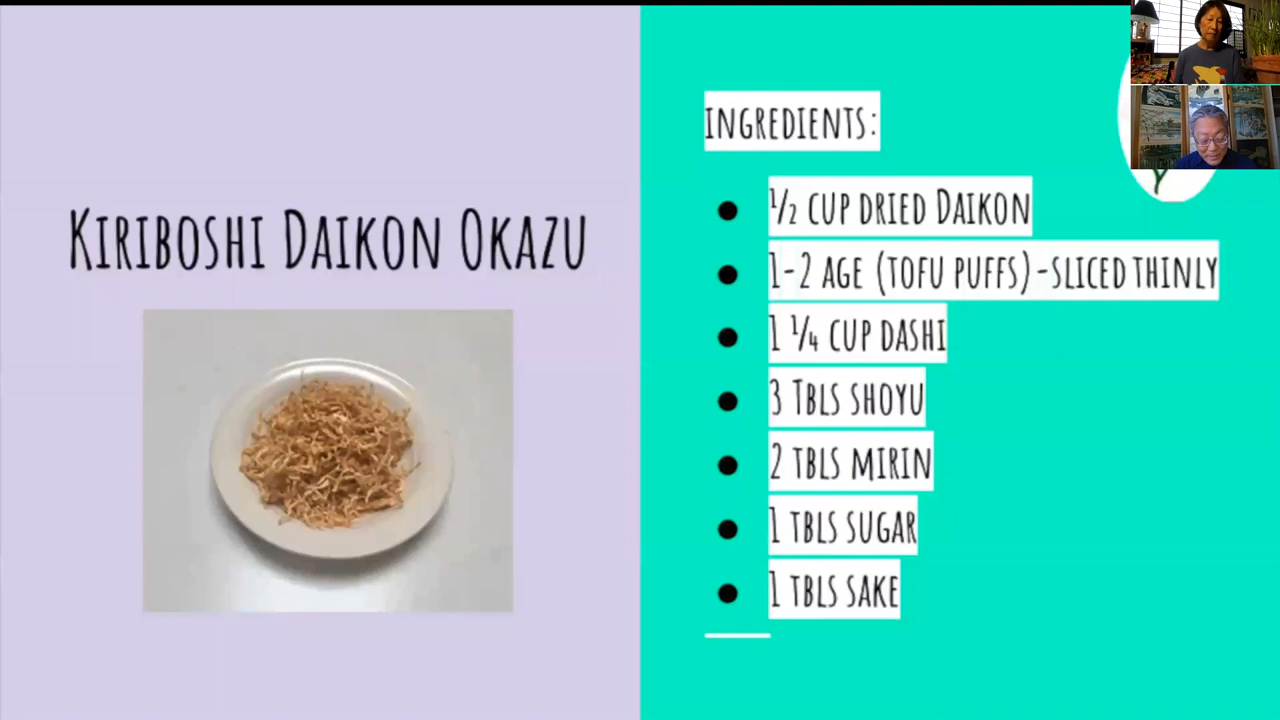 Kiriboshi Daikon Okazu
Ingredients:
● ½ cup dried Daikon
● 1-2 age (tofu puffs) -sliced thinly
● 1 ¼ cup dashi
● 3 Tbls shoyu
● 2 tbls mirin
● 1 tbls sugar
● 1 tbls sake